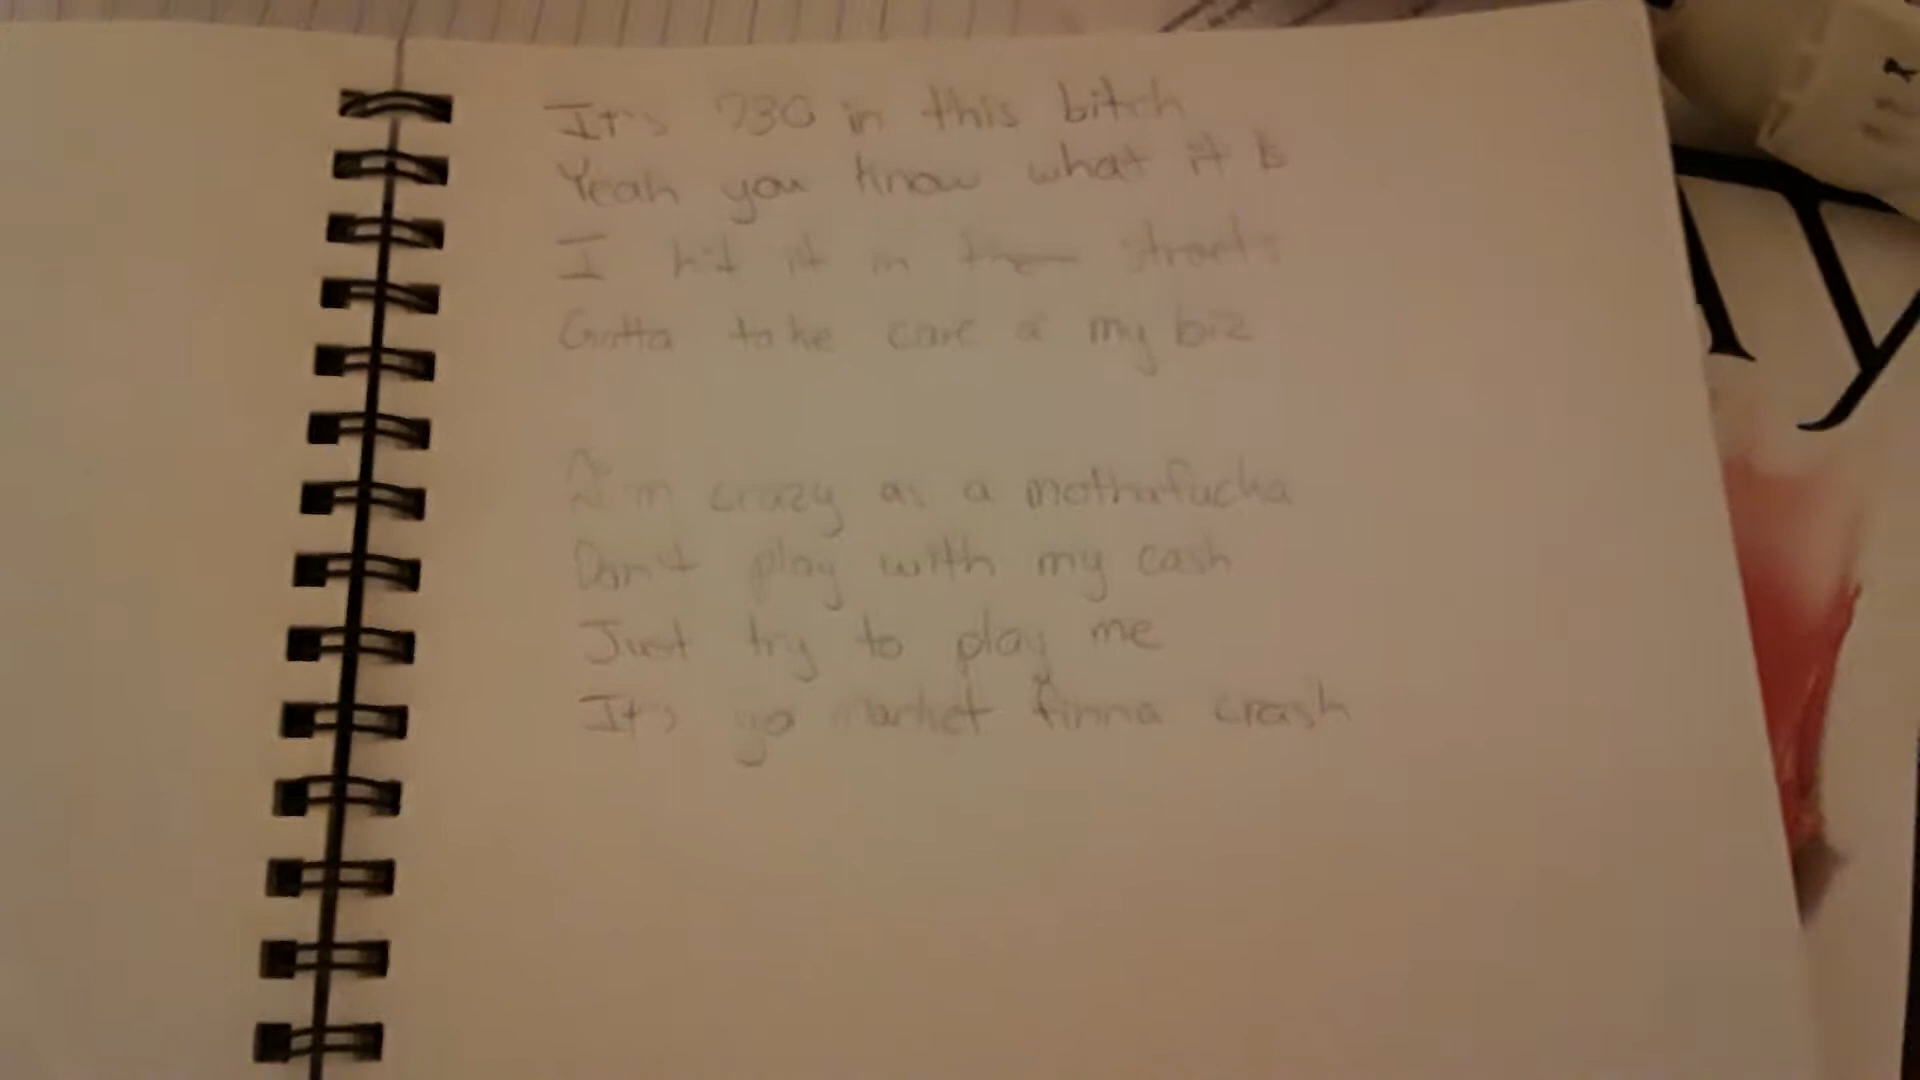 It's 730 in this bitch
Yeah you know what it is
I hit it in streets
Gotta take care a my biz
I'm crazy as a mothafucka
Don't play with my cash
Just try to play me
It's yo market finna crash